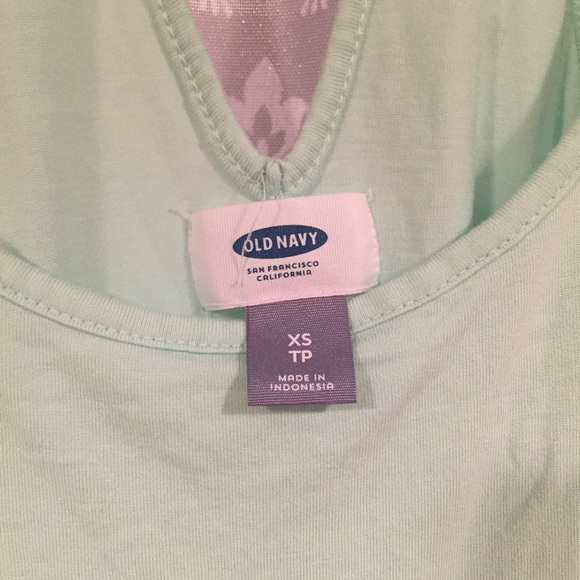 OLD NAVY
SAN FRANCISCO
CALIFORNIA
XS
TP
MADE IN
INDONESIA